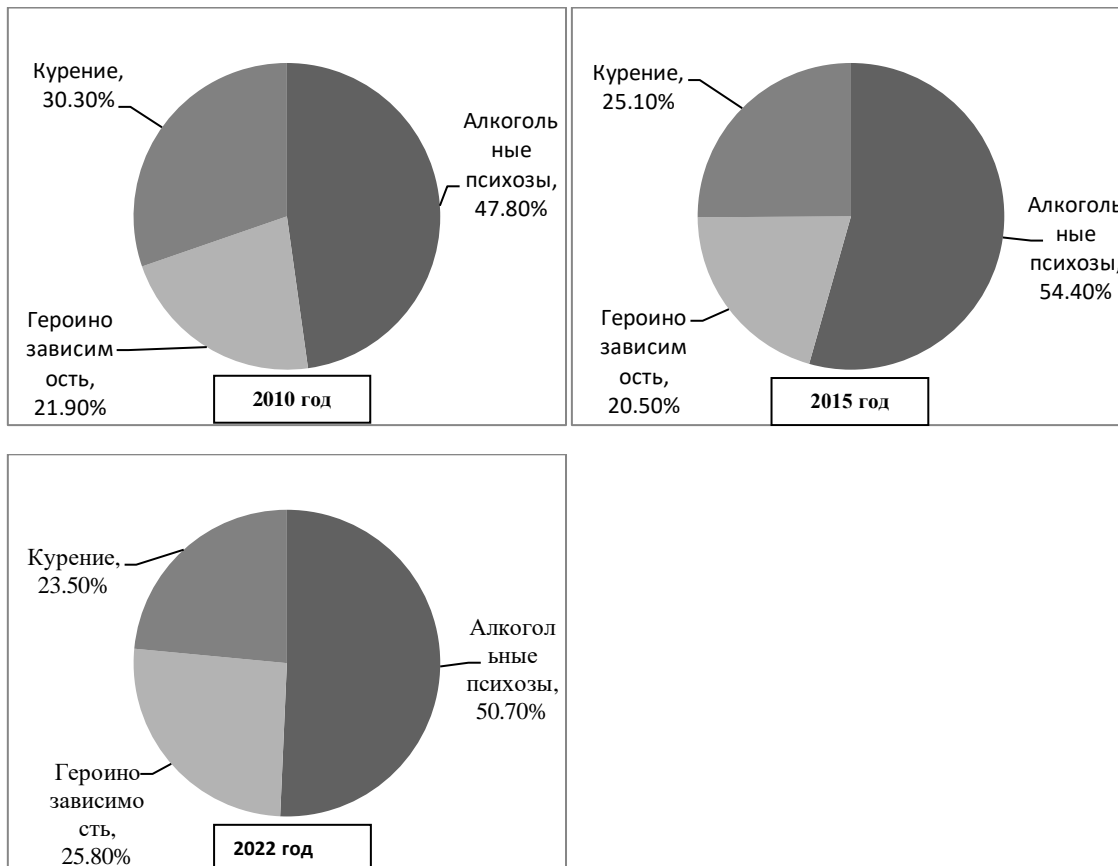 Курение,
30.30%
Алкоголь
ные
психозы,
47.80%
Героино
зависим
ость,
21.90%
2010 год
Курение,
25.10%
Алкоголь
ные
психозы,
54.40%
Героино
зависим
ость,
20.50%
2015 год
Курение,
23.50%
Алкогол
ьные
психозы,
50.70%
Героино
зависимо
сть,
25.80%
2022 год